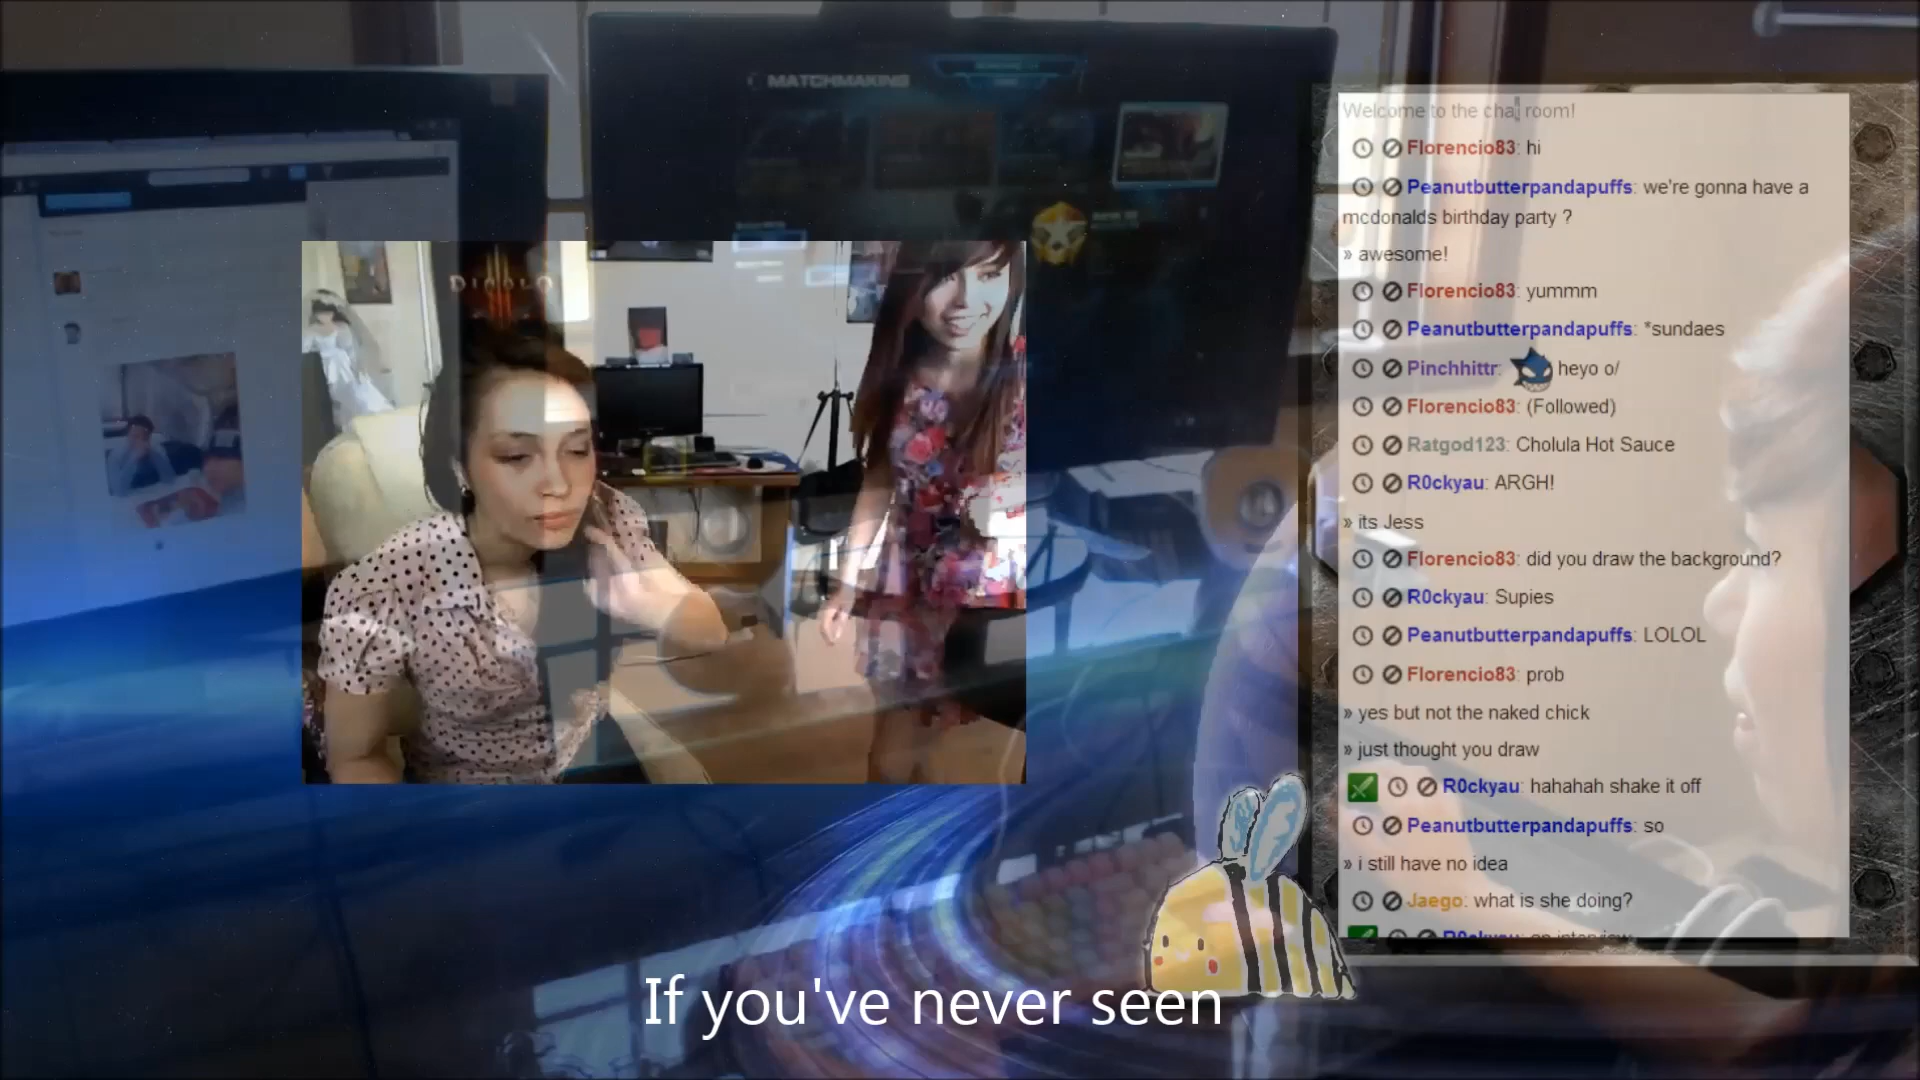 MATCHMAKING
DIABLO
Welcome to the chat room!
Florencio83: hi
Peanutbutterpandapuffs: we're gonna have a
mcdonalds birthday party ?
» awesome!
Florencio83: yummm
Peanutbutterpandapuffs: *sundaes
Pinchhittr: heyo o/
Florencio83: (Followed)
Ratgod123: Cholula Hot Sauce
R0ckyau: ARGH!
» its Jess
Florencio83: did you draw the background?
R0ckyau: Supies
Peanutbutterpandapuffs: LOLOL
Florencio83: prob
» yes but not the naked chick
» just thought you draw
R0ckyau: hahahah shake it off
Peanutbutterpandapuffs: so
» i still have no idea
Jaego: what is she doing?
R0ckyau: an interview
If you've never seen